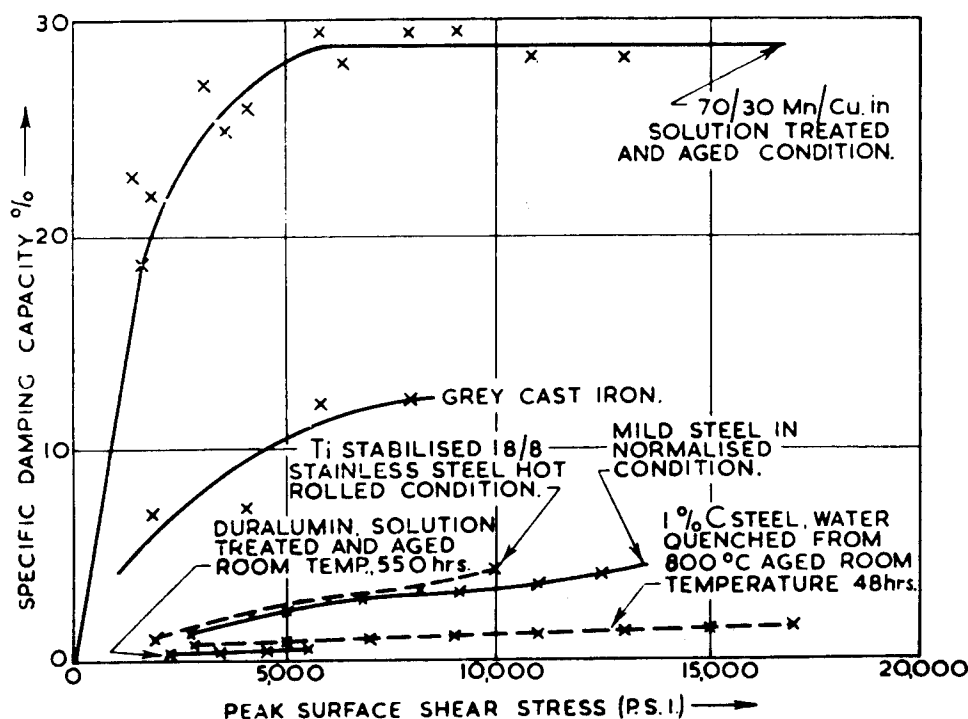 30
20
10
0
0
5,000
10,000
15,000
20,000
SPECIFIC DAMPING CAPACITY %
PEAK SURFACE SHEAR STRESS (P.S.I.)
70/30 Mn/Cu. in
SOLUTION TREATED
AND AGED CONDITION.
GREY CAST IRON.
Ti STABILISED 18/8
STAINLESS STEEL HOT
ROLLED CONDITION.
MILD STEEL IN
NORMALISED
CONDITION.
DURALUMIN, SOLUTION
TREATED AND AGED
ROOM TEMP., 550 hrs.
1 % C STEEL, WATER
QUENCHED FROM
800 °C AGED ROOM
TEMPERATURE 48hrs.